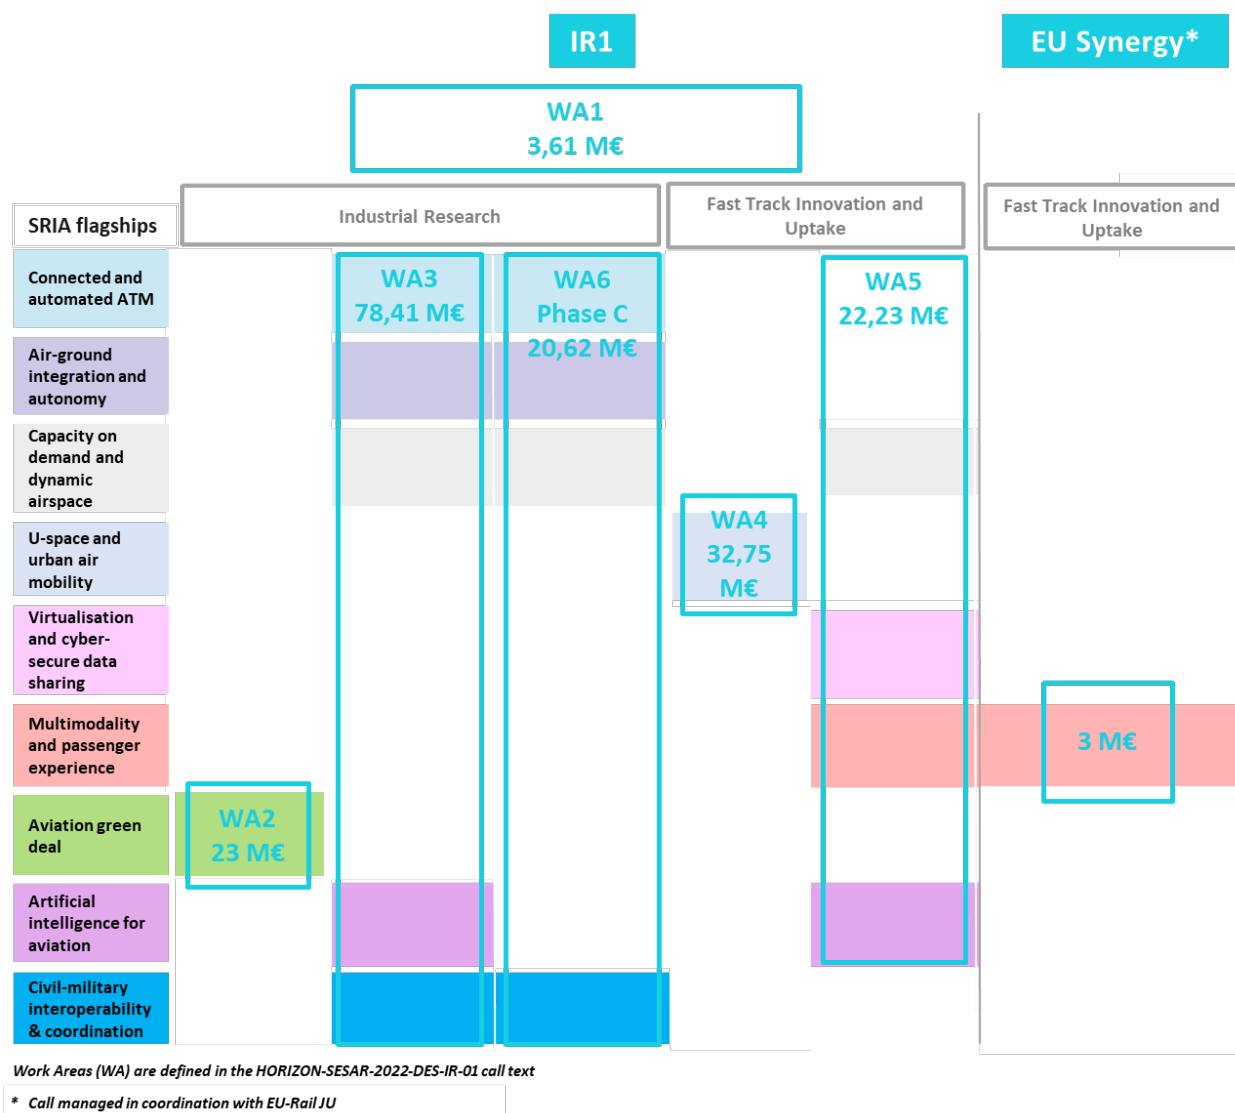 IR1
EU Synergy*
WA1
3,61 M€
SRIA flagships
Industrial Research
Fast Track Innovation and
Uptake
Fast Track Innovation and
Uptake
Connected and
automated ATM
WA3
78,41 M€
WA6
Phase C
20,62 M€
WA5
22,23 M€
Air-ground
integration and
autonomy
Capacity on
demand and
dynamic
airspace
U-space and
urban air
mobility
WA4
32,75
M€
Virtualisation
and cyber-
secure data
sharing
Multimodality
and passenger
experience
3 M€
Aviation green
deal
WA2
23 M€
Artificial
intelligence for
aviation
Civil-military
interoperability
& coordination
Work Areas (WA) are defined in the HORIZON-SESAR-2022-DES-IR-01 call text
* Call managed in coordination with EU-Rail JU